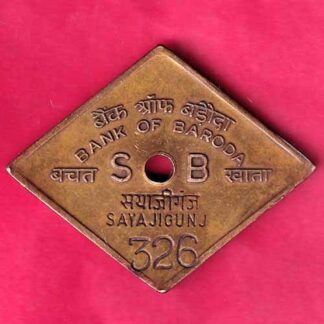 बैंक ऑफ बड़ौदा
BANK OF BARODA
बचत S B खाता
सयाजीगंज
SAYAJIGUNJ
326